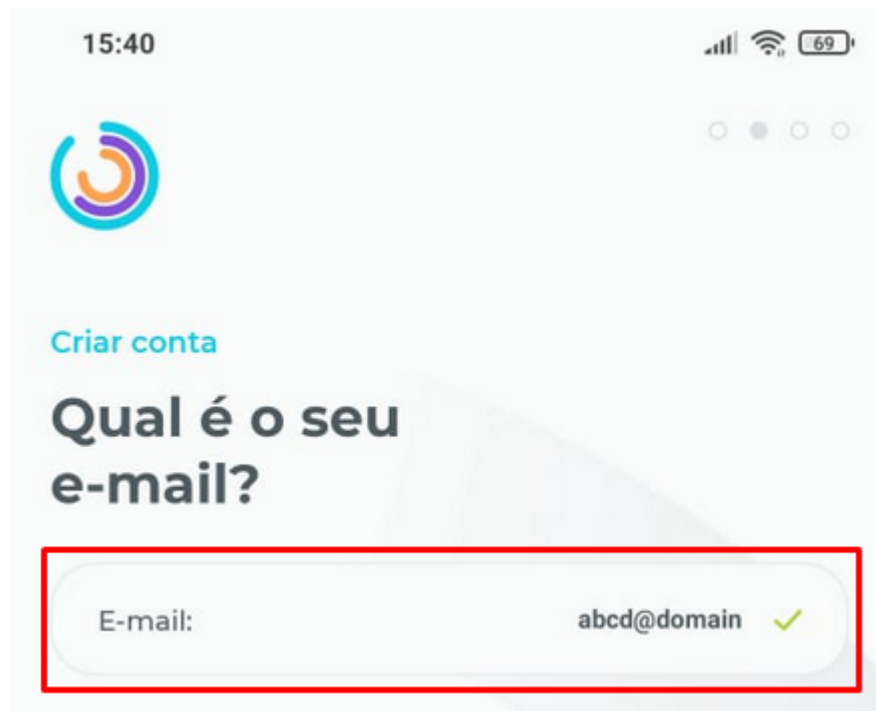 15:40
69
Criar conta
Qual é o seu
e-mail?
E-mail: abcd@domain